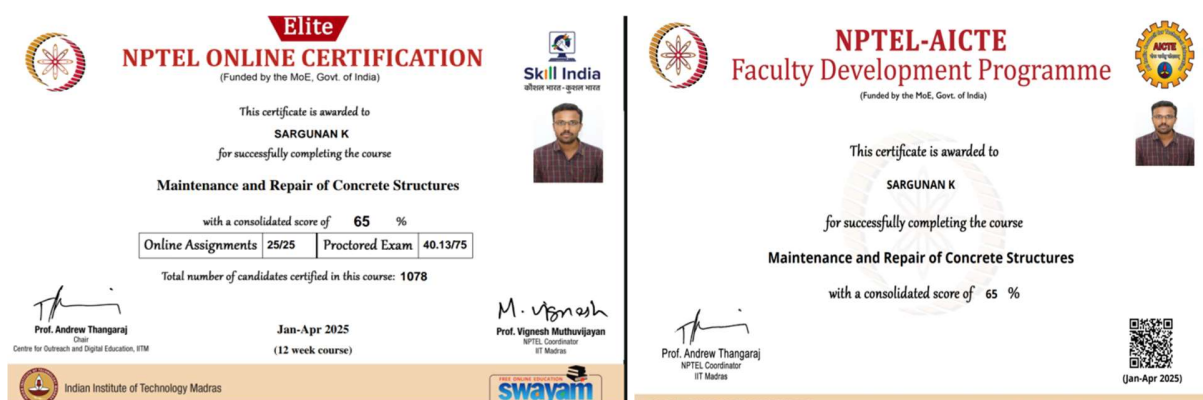 Elite
NPTEL ONLINE CERTIFICATION
(Funded by the MoE, Govt. of India)
Skill India
कौशल भारत - कुशल भारत
This certificate is awarded to
SARGUNAN K
for successfully completing the course
Maintenance and Repair of Concrete Structures
with a consolidated score of 65 %
Online Assignments 25/25 Proctored Exam 40.13/75
Total number of candidates certified in this course: 1078
M. Vignesh
Prof. Andrew Thangaraj
Chair
Centre for Outreach and Digital Education, IITM
Jan-Apr 2025
(12 week course)
Prof. Vignesh Muthuvijayan
NPTEL Coordinator
IIT Madras
Indian Institute of Technology Madras
FREE ONLINE EDUCATION
swayam
NPTEL-AICTE
Faculty Development Programme
(Funded by the MoE, Govt. of India)
AICTE
This certificate is awarded to
SARGUNAN K
for successfully completing the course
Maintenance and Repair of Concrete Structures
with a consolidated score of 65 %
Prof. Andrew Thangaraj
NPTEL Coordinator
IIT Madras
(Jan-Apr 2025)